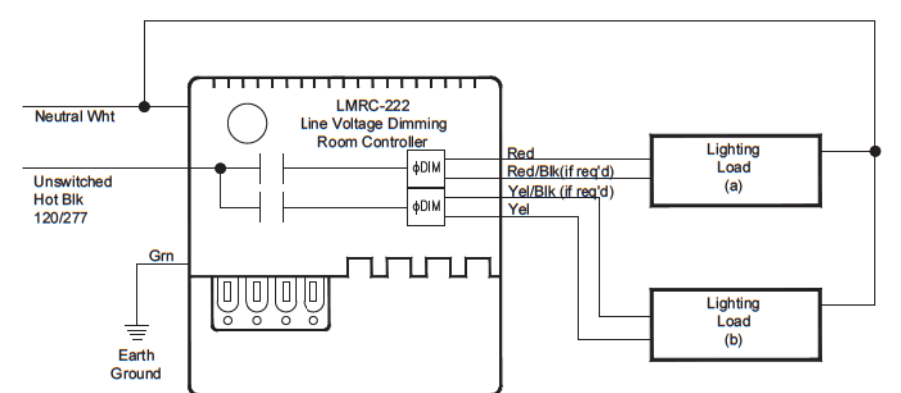 Neutral Wht
LMRC-222
Line Voltage Dimming
Room Controller
Unswitched
Hot Blk
120/277
ϕDIM
ϕDIM
Red
Red/Blk(if req'd)
Yel/Blk (if req'd)
Yel
Lighting
Load
(a)
Grn
Earth
Ground
Lighting
Load
(b)